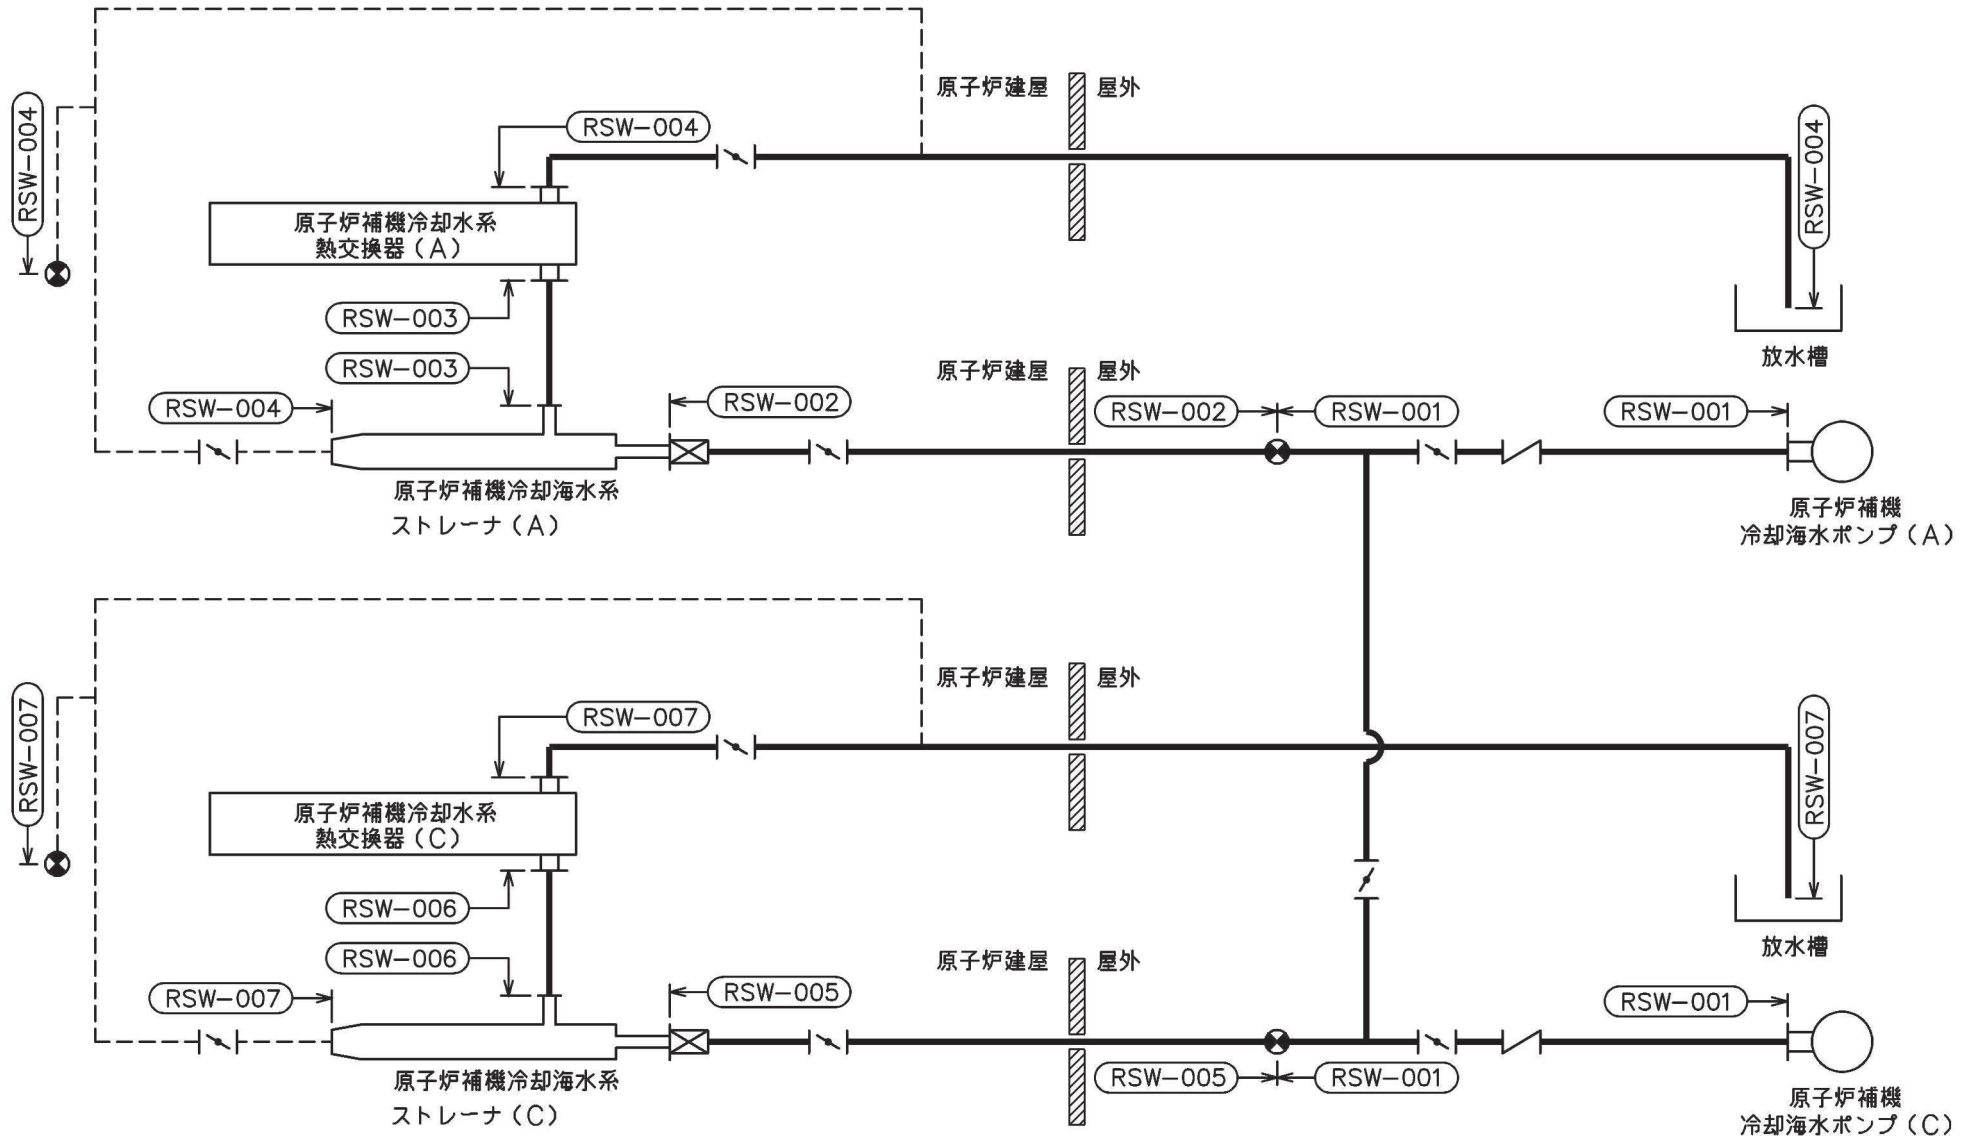 原子炉建屋
屋外
RSW-004
RSW-004
RSW-004
原子炉補機冷却水系
熱交換器(A)
RSW-003
RSW-003
放水槽
原子炉建屋
屋外
RSW-004
RSW-002
RSW-002
RSW-001
RSW-001
原子炉補機冷却海水系
ストレーナ(A)
原子炉補機
冷却海水ポンプ(A)
原子炉建屋
屋外
RSW-007
RSW-007
RSW-007
原子炉補機冷却水系
熱交換器(C)
RSW-006
RSW-006
放水槽
原子炉建屋
屋外
RSW-007
RSW-005
RSW-001
原子炉補機冷却海水系
ストレーナ(C)
RSW-005
RSW-001
原子炉補機
冷却海水ポンプ(C)